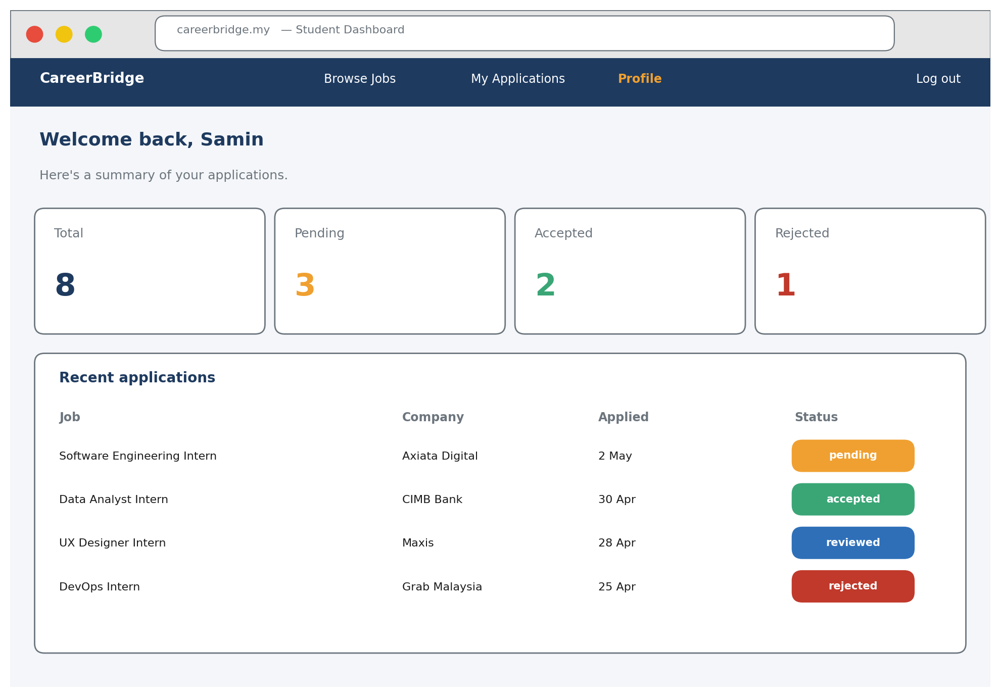 careerbridge.my — Student Dashboard
CareerBridge Browse Jobs My Applications Profile Log out
Welcome back, Samin
Here's a summary of your applications.
Total Pending Accepted Rejected
8 3 2 1
Recent applications
Job Company Applied Status
Software Engineering Intern Axiata Digital 2 May pending
Data Analyst Intern CIMB Bank 30 Apr accepted
UX Designer Intern Maxis 28 Apr reviewed
DevOps Intern Grab Malaysia 25 Apr rejected